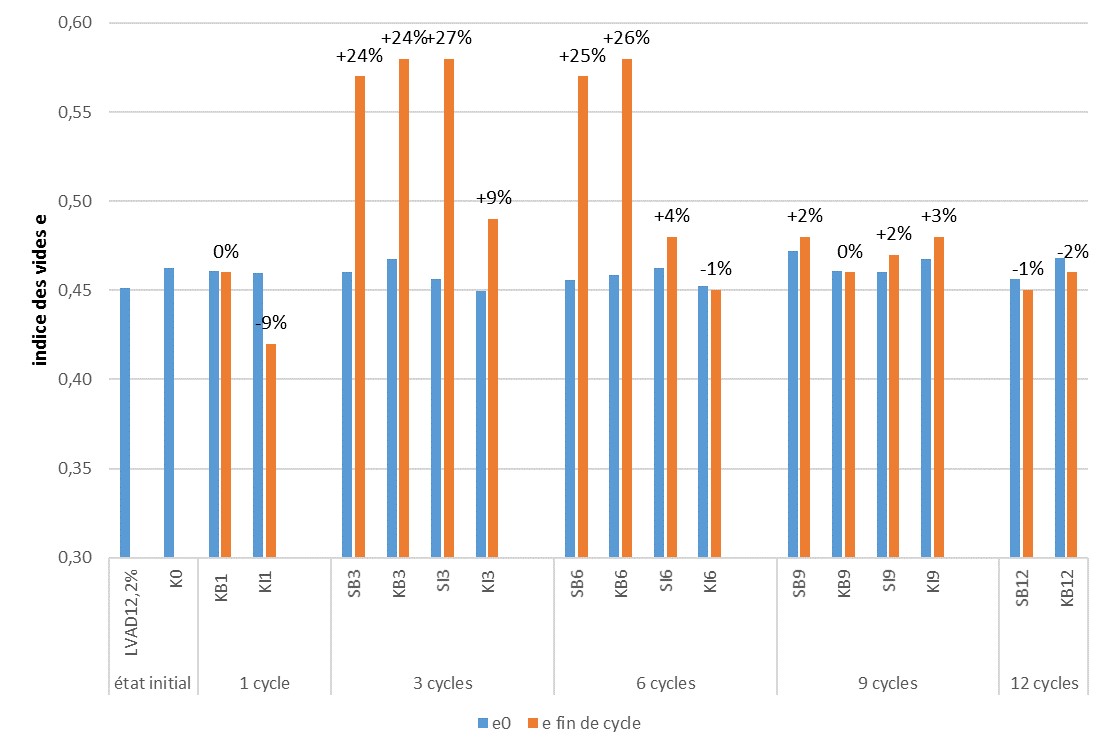 indice des vides e
0,60
0,55
0,50
0,45
0,40
0,35
0,30
0%
-9%
+24%
+24%
+27%
+9%
+25%
+26%
+4%
-1%
+2%
0%
+2%
+3%
-1%
-2%
LVAD12,2%
K0
KB1
KI1
SB3
KB3
SI3
KI3
SB6
KB6
SI6
KI6
SB9
KB9
SI9
KI9
SB12
KB12
état initial
1 cycle
3 cycles
6 cycles
9 cycles
12 cycles
e0
e fin de cycle